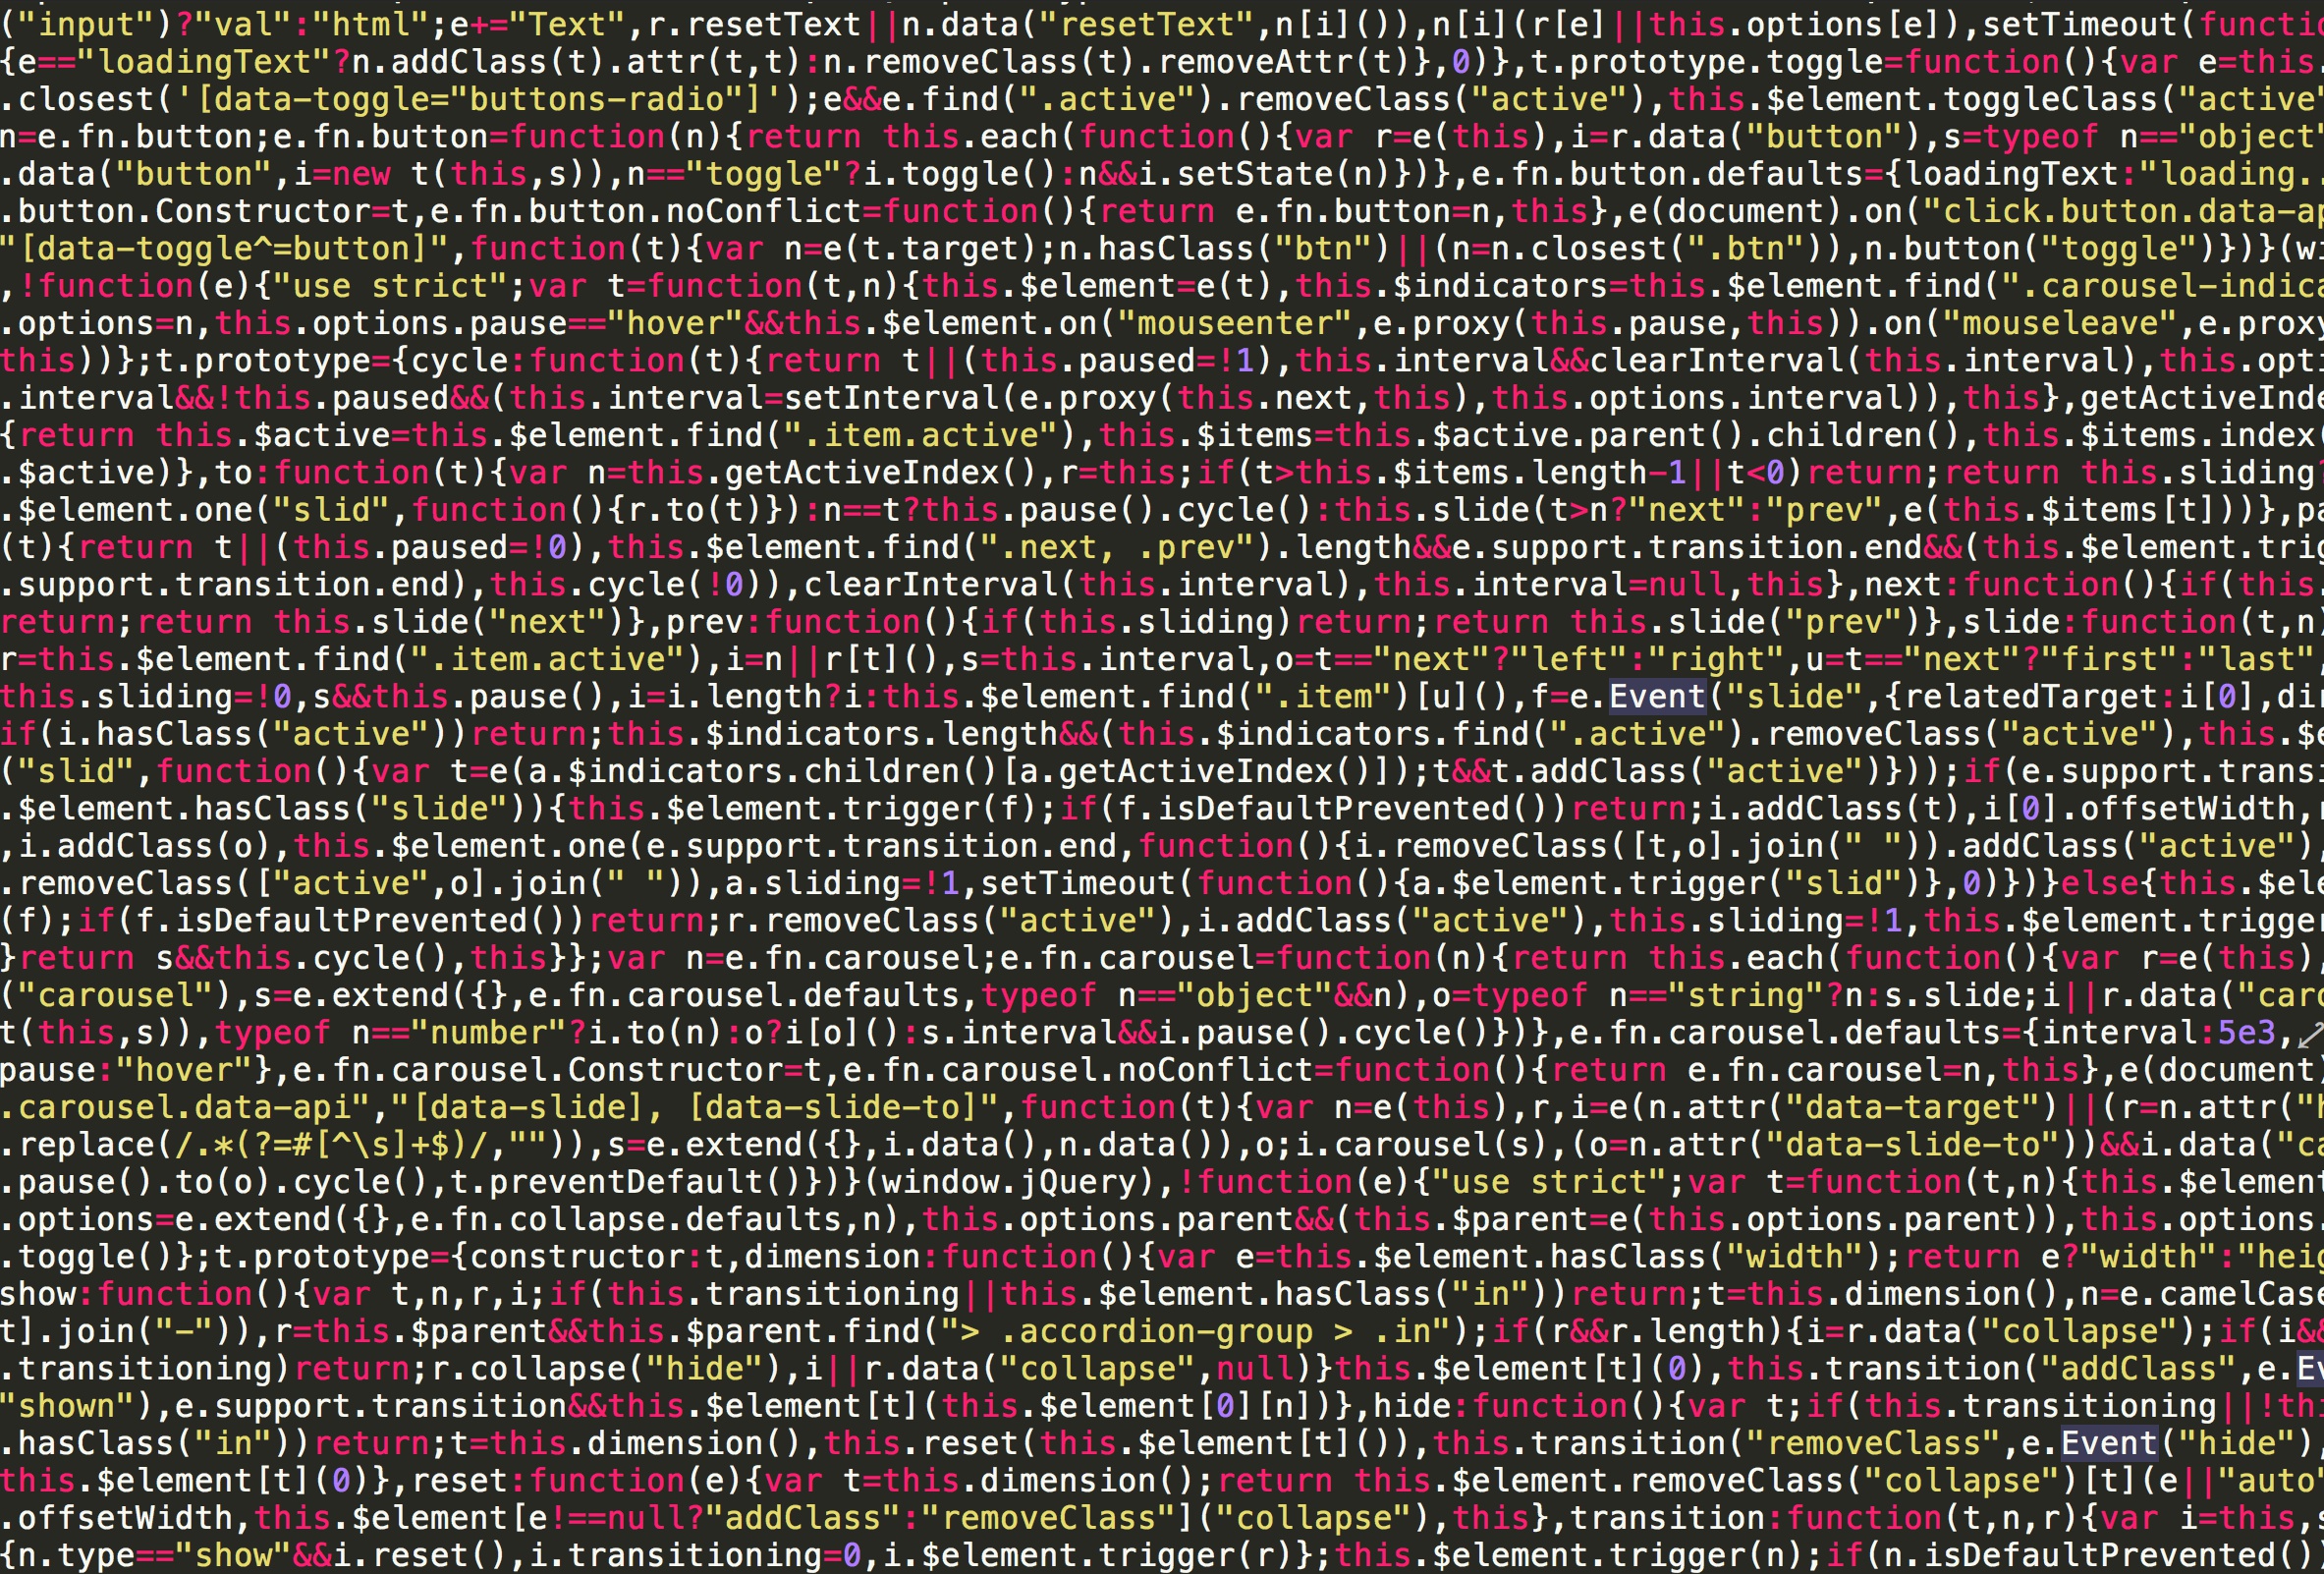 ("input")?"val":"html";e+="Text",r.resetText||n.data("resetText",n[i]()),n[i](r[e]||this.options[e]),setTimeout(functio
{e=="loadingText"?n.addClass(t).attr(t,t):n.removeClass(t).removeAttr(t)},0)},t.prototype.toggle=function(){var e=this.
.closest('[data-toggle="buttons-radio"]');e&&e.find(".active").removeClass("active"),this.$element.toggleClass("active"
n=e.fn.button;e.fn.button=function(n){return this.each(function(){var r=e(this),i=r.data("button"),s=typeof n=="object"
.data("button",i=new t(this,s)),n=="toggle"?i.toggle():n&&i.setState(n)})},e.fn.button.defaults={loadingText:"loading..
.button.Constructor=t,e.fn.button.noConflict=function(){return e.fn.button=n,this},e(document).on("click.button.data-ap
"[data-toggle^=button]",function(t){var n=e(t.target);n.hasClass("btn")||(n=n.closest(".btn")),n.button("toggle")})}(wi
,!function(e){"use strict";var t=function(t,n){this.$element=e(t),this.$indicators=this.$element.find(".carousel-indica
.options=n,this.options.pause=="hover"&&this.$element.on("mouseenter",e.proxy(this.pause,this)).on("mouseleave",e.proxy
this))};t.prototype={cycle:function(t){return t||(this.paused=!1),this.interval&&clearInterval(this.interval),this.opti
.interval&&!this.paused&&(this.interval=setInterval(e.proxy(this.next,this),this.options.interval)),this},getActiveInde
{return this.$active=this.$element.find(".item.active"),this.$items=this.$active.parent().children(),this.$items.index(
.$active)},to:function(t){var n=this.getActiveIndex(),r=this;if(t>this.$items.length-1||t<0)return;return this.sliding?
.$element.one("slid",function(){r.to(t)}):n==t?this.pause().cycle():this.slide(t>n?"next":"prev",e(this.$items[t]))},pa
(t){return t||(this.paused=!0),this.$element.find(".next, .prev").length&&e.support.transition.end&&(this.$element.trig
.support.transition.end),this.cycle(!0)),clearInterval(this.interval),this.interval=null,this},next:function(){if(this.
return;return this.slide("next")},prev:function(){if(this.sliding)return;return this.slide("prev")},slide:function(t,n)
r=this.$element.find(".item.active"),i=n||r[t](),s=this.interval,o=t=="next"?"left":"right",u=t=="next"?"first":"last",
this.sliding=!0,s&&this.pause(),i=i.length?i:this.$element.find(".item")[u](),f=e.Event("slide",{relatedTarget:i[0],dir
if(i.hasClass("active"))return;this.$indicators.length&&(this.$indicators.find(".active").removeClass("active"),this.$e
("slid",function(){var t=e(a.$indicators.children()[a.getActiveIndex()]);t&&t.addClass("active")}));if(e.support.transi
.$element.hasClass("slide")){this.$element.trigger(f);if(f.isDefaultPrevented())return;i.addClass(t),i[0].offsetWidth,r
,i.addClass(o),this.$element.one(e.support.transition.end,function(){i.removeClass([t,o].join(" ")).addClass("active"),
.removeClass(["active",o].join(" ")),a.sliding=!1,setTimeout(function(){a.$element.trigger("slid")},0)})}else{this.$ele
(f);if(f.isDefaultPrevented())return;r.removeClass("active"),i.addClass("active"),this.sliding=!1,this.$element.trigger
}return s&&this.cycle(),this}};var n=e.fn.carousel;e.fn.carousel=function(n){return this.each(function(){var r=e(this),
("carousel"),s=e.extend({},e.fn.carousel.defaults,typeof n=="object"&&n),o=typeof n=="string"?n:s.slide;i||r.data("caro
t(this,s)),typeof n=="number"?i.to(n):o?i[o]():s.interval&&i.pause().cycle()})},e.fn.carousel.defaults={interval:5e3,
pause:"hover"},e.fn.carousel.Constructor=t,e.fn.carousel.noConflict=function(){return e.fn.carousel=n,this},e(document)
.carousel.data-api","[data-slide], [data-slide-to]",function(t){var n=e(this),r,i=e(n.attr("data-target")||(r=n.attr("h
.replace(/.*(?=#[^\s]+$)/,"")),s=e.extend({},i.data(),n.data()),o;i.carousel(s),(o=n.attr("data-slide-to"))&&i.data("ca
.pause().to(o).cycle(),t.preventDefault()})}(window.jQuery),!function(e){"use strict";var t=function(t,n){this.$element
.options=e.extend({},e.fn.collapse.defaults,n),this.options.parent&&(this.$parent=e(this.options.parent)),this.options.
.toggle()};t.prototype={constructor:t,dimension:function(){var e=this.$element.hasClass("width");return e?"width":"heig
show:function(){var t,n,r,i;if(this.transitioning||this.$element.hasClass("in"))return;t=this.dimension(),n=e.camelCase
t].join("-")),r=this.$parent&&this.$parent.find("> .accordion-group > .in");if(r&&r.length){i=r.data("collapse");if(i&&
.transitioning)return;r.collapse("hide"),i||r.data("collapse",null)}this.$element[t](0),this.transition("addClass",e.Ev
"shown"),e.support.transition&&this.$element[t](this.$element[0][n])},hide:function(){var t;if(this.transitioning||!thi
.hasClass("in"))return;t=this.dimension(),this.reset(this.$element[t]()),this.transition("removeClass",e.Event("hide"),
this.$element[t](0)},reset:function(e){var t=this.dimension();return this.$element.removeClass("collapse")[t](e||"auto"
.offsetWidth,this.$element[e!==null?"addClass":"removeClass"]("collapse"),this},transition:function(t,n,r){var i=this,s
{n.type=="show"&&i.reset(),i.transitioning=0,i.$element.trigger(r)};this.$element.trigger(n);if(n.isDefaultPrevented())